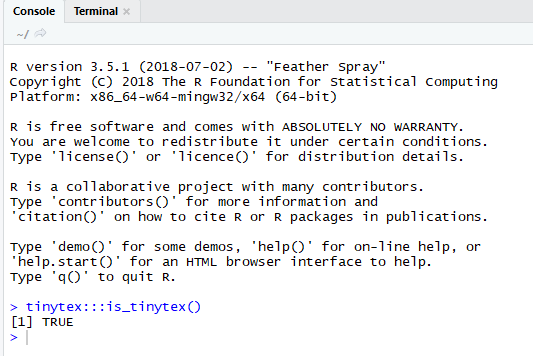 Console Terminal ×
~/
R version 3.5.1 (2018-07-02) -- "Feather Spray"
Copyright (C) 2018 The R Foundation for Statistical Computing
Platform: x86_64-w64-mingw32/x64 (64-bit)
R is free software and comes with ABSOLUTELY NO WARRANTY.
You are welcome to redistribute it under certain conditions.
Type 'license()' or 'licence()' for distribution details.
R is a collaborative project with many contributors.
Type 'contributors()' for more information and
'citation()' on how to cite R or R packages in publications.
Type 'demo()' for some demos, 'help()' for on-line help, or
'help.start()' for an HTML browser interface to help.
Type 'q()' to quit R.
> tinytex:::is_tinytex()
[1] TRUE
>